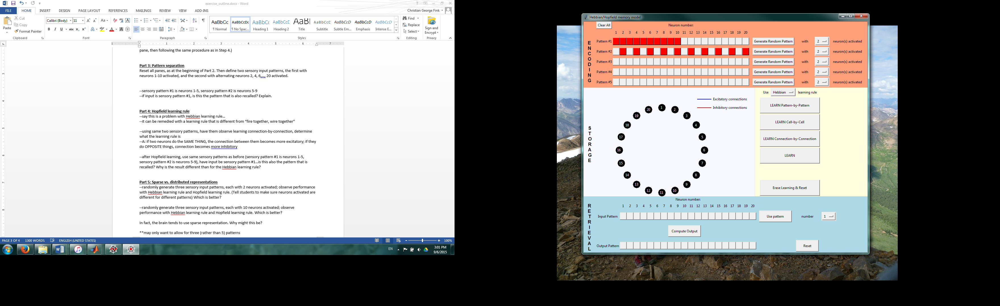 exercise_outline.docx - Word
FILE HOME INSERT DESIGN PAGE LAYOUT REFERENCES MAILINGS REVIEW VIEW ADD-INS
Christian George Fink
Paste
Cut
Copy
Format Painter
Clipboard
Calibri (Body) 11
Font
Paragraph
AaBbCc AaBbCcDc AaBbC( AaBbCcD AaBl AaBbCcD AaBbCcD AaBbCcD AaBbCcD
¶ Normal ¶ No Spac... Heading 1 Heading 2 Title Subtitle Subtle Em... Emphasis Intense E...
Styles
Find
Replace
Select
Editing
Sign and
Encrypt
Privacy
pane, then following the same procedure as in Step 4.)
Part 3: Pattern separation
Reset all panes, as at the beginning of Part 2. Then define two sensory input patterns, the first with
neurons 1-10 activated, and the second with alternating neurons 2, 4, 6,..., 20 activated.
--sensory pattern #1 is neurons 1-5, sensory pattern #2 is neurons 5-9
--if input is sensory pattern #1, is this the pattern that is also recalled? Explain.
Part 4: Hopfield learning rule
--say this is a problem with Hebbian learning rule...
--it can be remedied with a learning rule that is different from “fire together, wire together”
--using same two sensory patterns, have them observe learning connection-by-connection, determine
what the learning rule is
--A: if two neurons do the SAME THING, the connection between them becomes more excitatory; if they
do OPPOSITE things, connection becomes more inhibitory
--after Hopfield learning, use same sensory patterns as before (sensory pattern #1 is neurons 1-5,
sensory pattern #2 is neurons 5-9), have input be sensory pattern #1...is this also the pattern that is
recalled? Why is the result different than for the Hebbian learning rule?
Part 5: Sparse vs. distributed representations
--randomly generate three sensory input patterns, each with 2 neurons activated; observe performance
with Hebbian learning rule and Hopfield learning rule. (Tell students to make sure neurons activated are
different for different patterns) Which is better?
--randomly generate three sensory input patterns, each with 10 neurons activated; observe
performance with Hebbian learning rule and Hopfield learning rule. Which is better?
In fact, the brain tends to use sparse representation. Why might this be?
**may only want to allow for three (rather than 5) patterns
PAGE 3 OF 4 1300 WORDS ENGLISH (UNITED STATES)
100%
EN
3:01 PM
9/6/2015
Hebbian/Hopfield memory model
Clear All
Neuron number:
1 2 3 4 5 6 7 8 9 10 11 12 13 14 15 16 17 18 19 20
ENCODING
Pattern #1 Generate Random Pattern with 2 neuron(s) activated
Pattern #2 Generate Random Pattern with 2 neuron(s) activated
Pattern #3 Generate Random Pattern with 2 neuron(s) activated
Pattern #4 Generate Random Pattern with 2 neuron(s) activated
Pattern #5 Generate Random Pattern with 2 neuron(s) activated
STORAGE
Excitatory connections
Inhibitory connections
1 2 3 4 5 6 7 8 9 10 11 12 13 14 15 16 17 18 19 20
Use Hebbian learning rule
LEARN Pattern-by-Pattern
LEARN Cell-by-Cell
LEARN Connection-by-Connection
LEARN
Erase Learning & Reset
RETRIEVAL
Neuron number:
1 2 3 4 5 6 7 8 9 10 11 12 13 14 15 16 17 18 19 20
Input Pattern Use pattern number 1
Compute Output
Output Pattern Reset